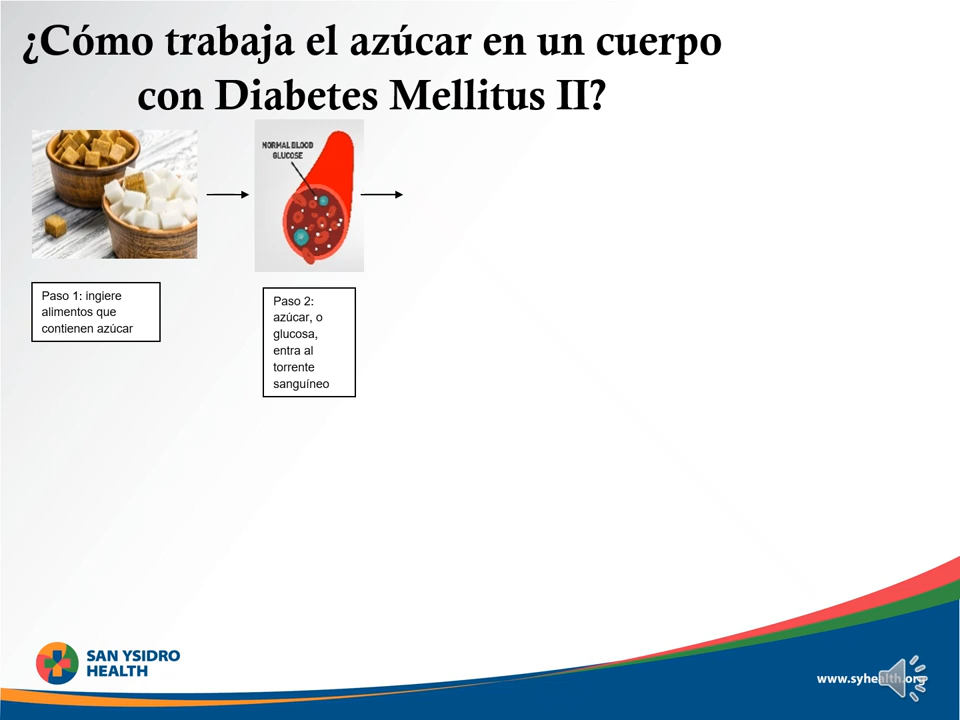 ¿Cómo trabaja el azúcar en un cuerpo
con Diabetes Mellitus II?
NORMAL BLOOD
GLUCOSE
Paso 1: ingiere
alimentos que
contienen azúcar
Paso 2:
azúcar, o
glucosa,
entra al
torrente
sanguíneo
SAN YSIDRO
HEALTH
www.syhealth.org